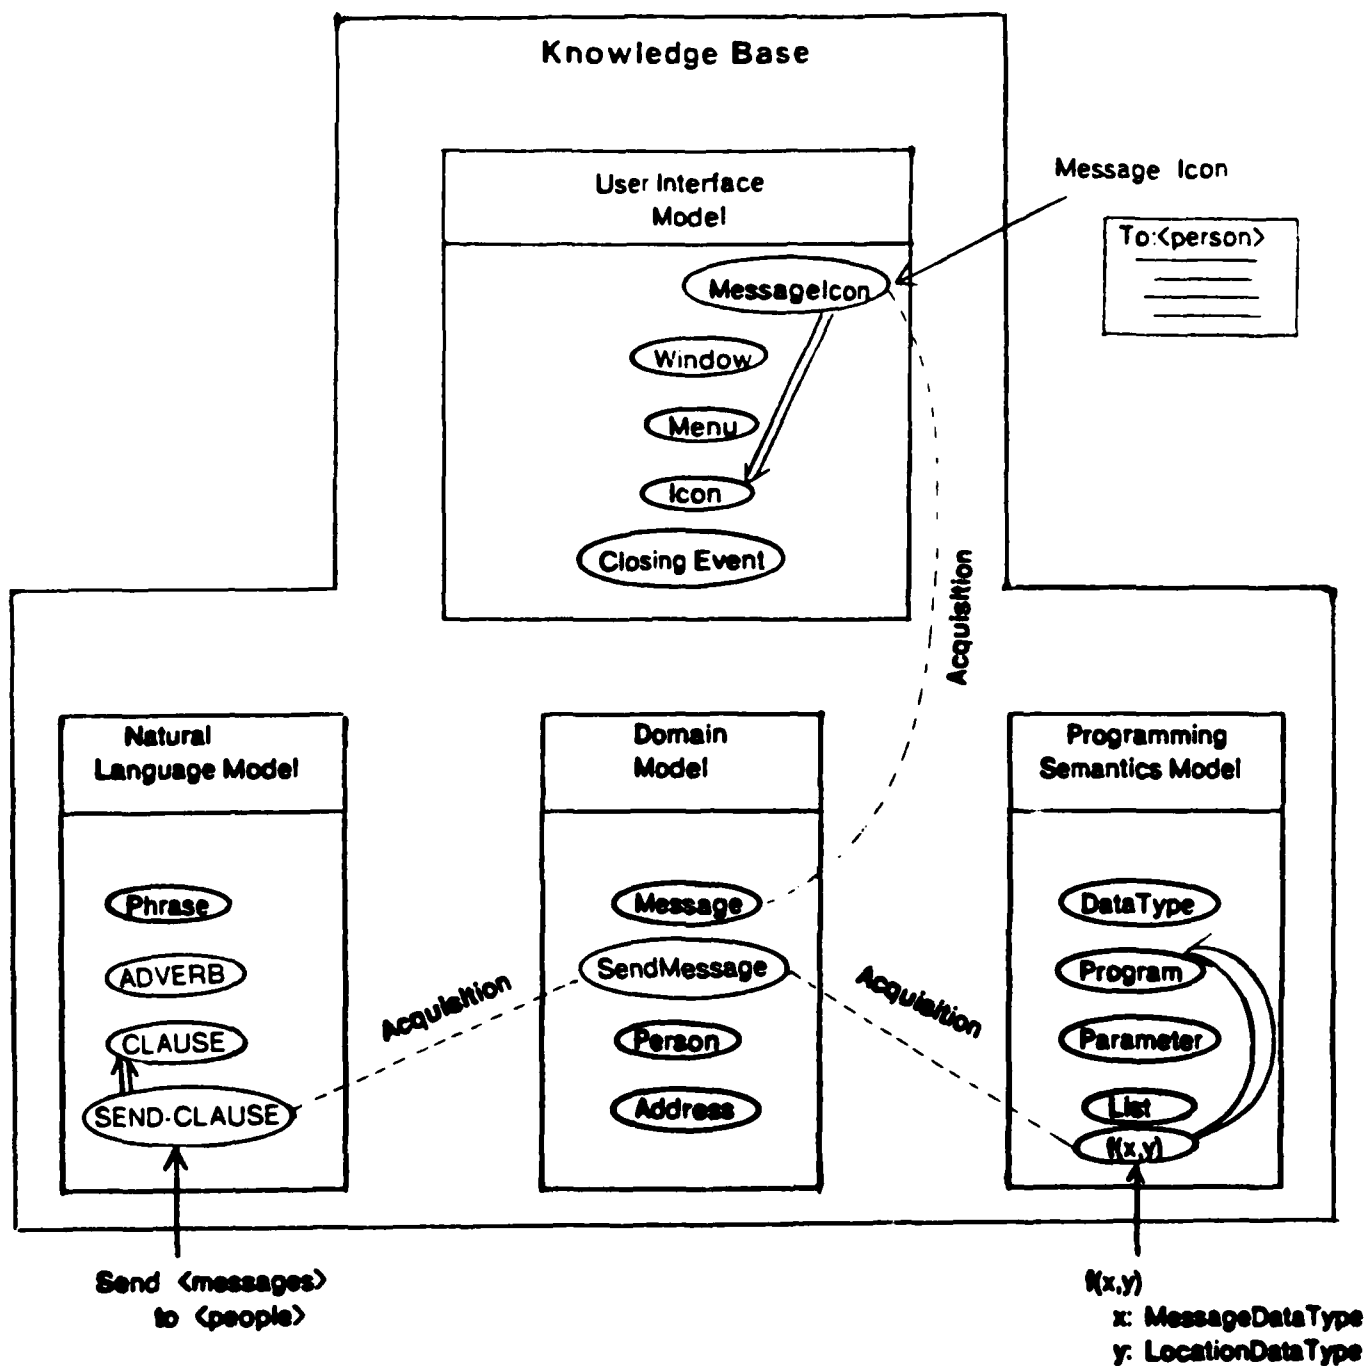 Knowledge Base
User Interface
Model
Message Icon
To:<person>
MessageIcon
Window
Menu
Icon
Closing Event
Acquisition
Natural
Language Model
Phrase
ADVERB
CLAUSE
SEND-CLAUSE
Acquisition
Domain
Model
Message
SendMessage
Person
Address
Acquisition
Programming
Semantics Model
DataType
Program
Parameter
List
f(x,y)
Send <messages>
to <people>
f(x,y)
x: MessageDataType
y: LocationDataType